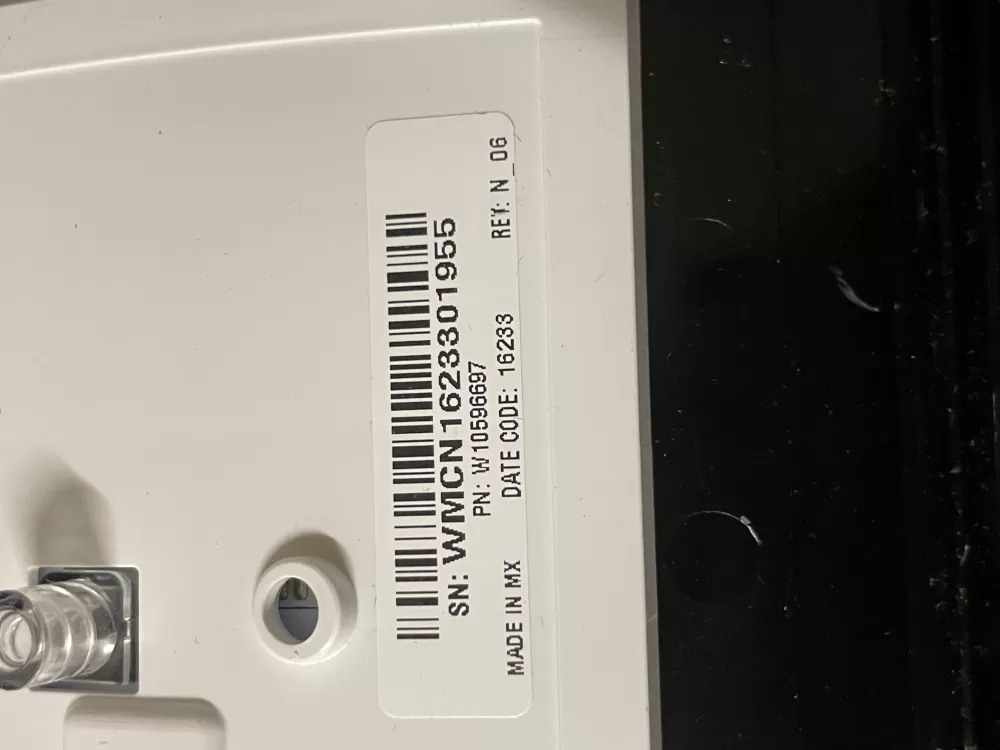 SN: WMCN1623301955
PN: W10596697
MADE IN MX DATE CODE: 16233 REV: N_06